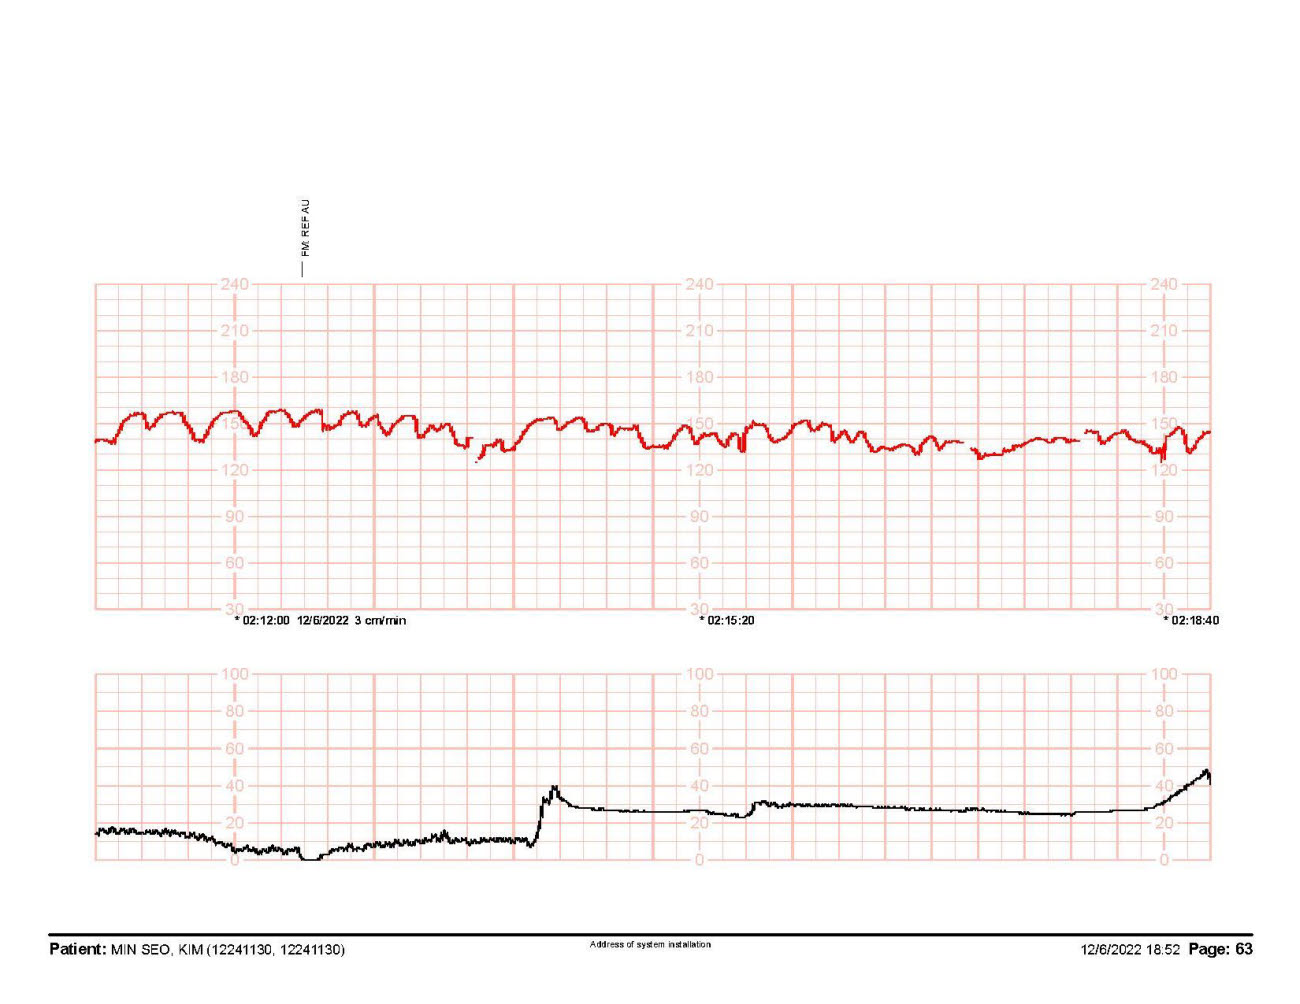 FM: REF AU
240 240 240
210 210 210
180 180 180
150 150 150
120 120 120
90 90 90
60 60 60
30 30 30
* 02:12:00 12/6/2022 3 cm/min * 02:15:20 * 02:18:40
100 100 100
80 80 80
60 60 60
40 40 40
20 20 20
0 0 0
Patient: MIN SEO, KIM (12241130, 12241130) Address of system installation 12/6/2022 18:52 Page: 63